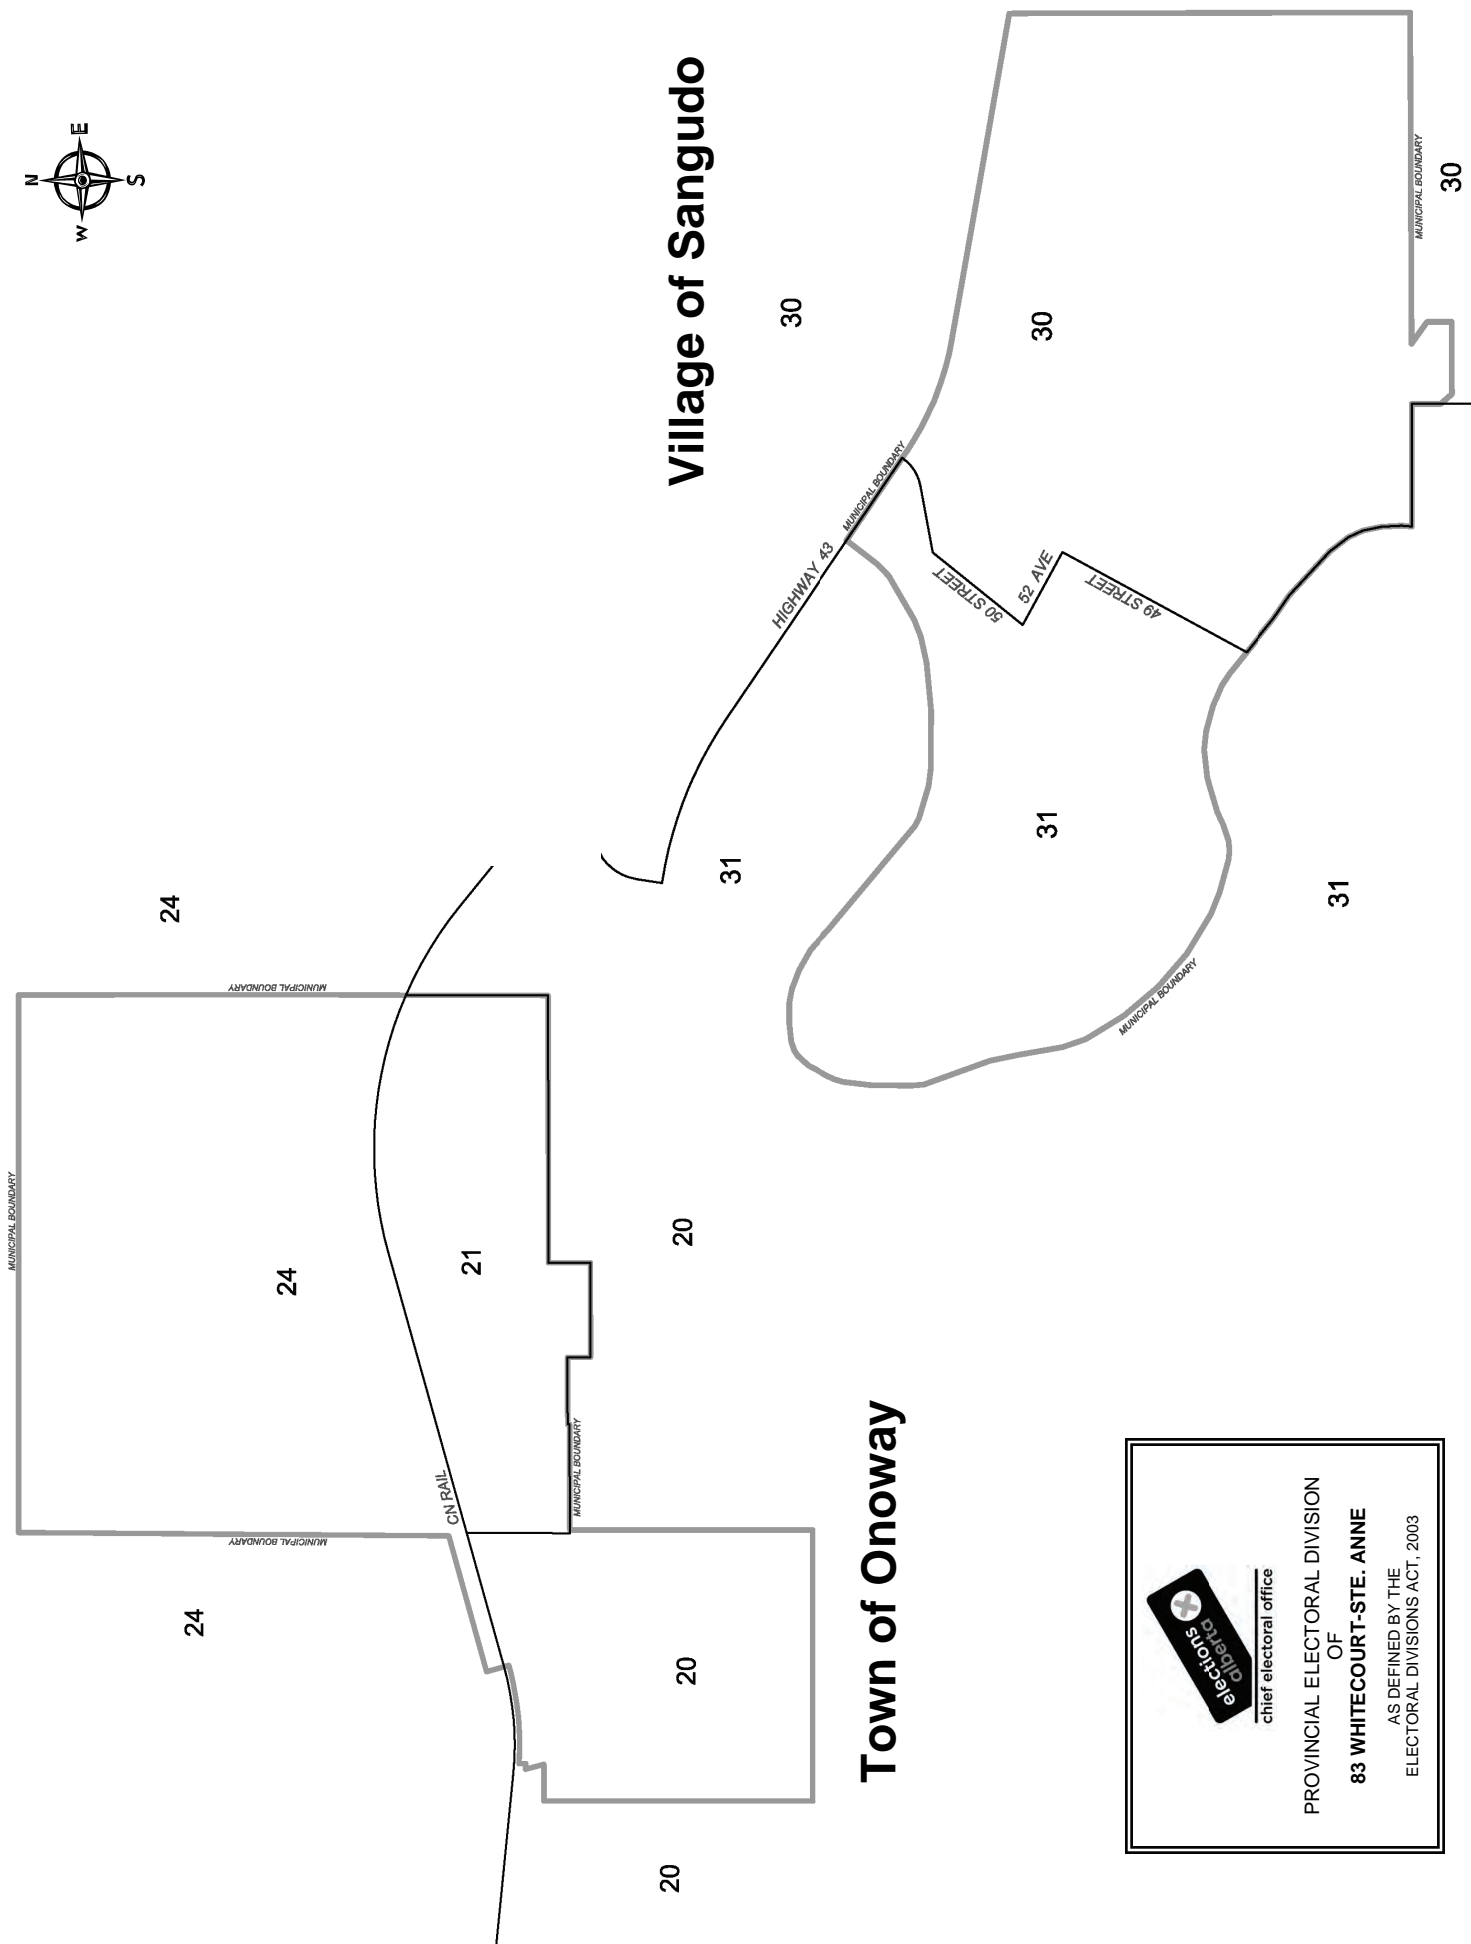 N
W
E
S
Village of Sangudo
30
30
30
MUNICIPAL BOUNDARY
MUNICIPAL BOUNDARY
HIGHWAY 43
50 STREET
52 AVE
49 STREET
31
31
31
MUNICIPAL BOUNDARY
24
MUNICIPAL BOUNDARY
MUNICIPAL BOUNDARY
24
21
20
CN RAIL
MUNICIPAL BOUNDARY
MUNICIPAL BOUNDARY
24
20
20
Town of Onoway
elections
alberta
chief electoral office
PROVINCIAL ELECTORAL DIVISION
OF
83 WHITECOURT-STE. ANNE
AS DEFINED BY THE
ELECTORAL DIVISIONS ACT, 2003